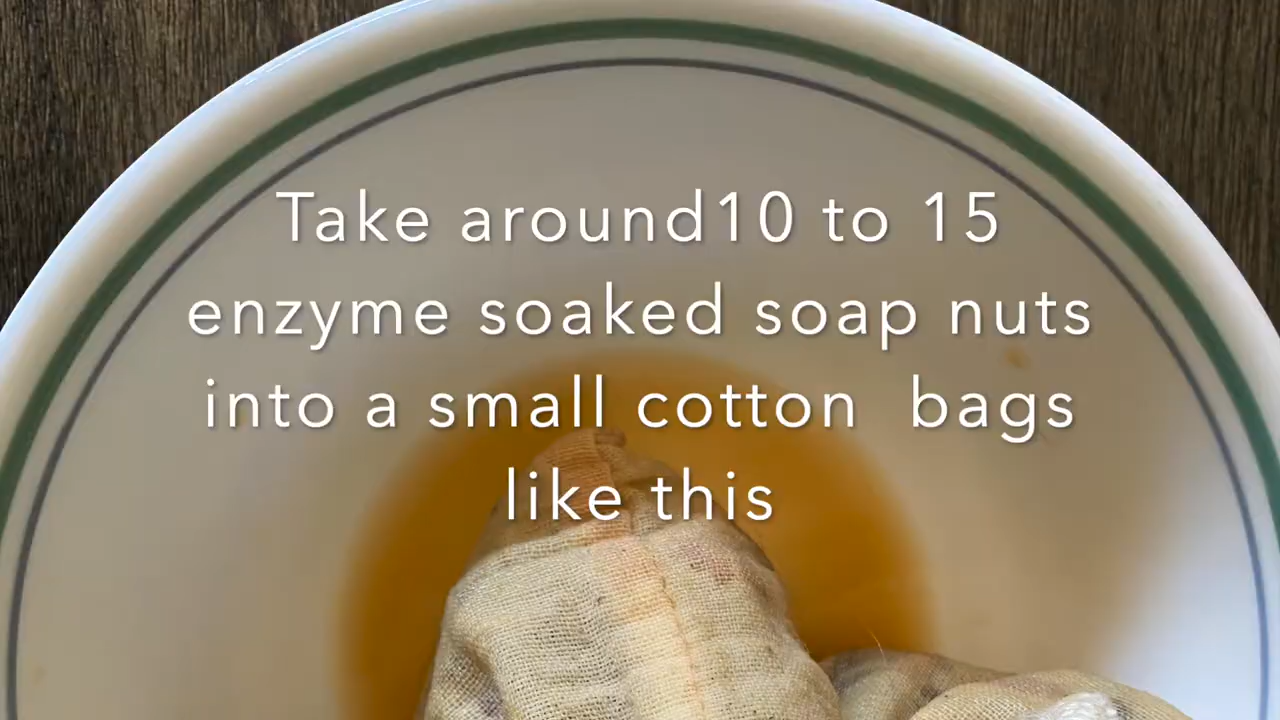 Take around10 to 15
enzyme soaked soap nuts
into a small cotton  bags
like this